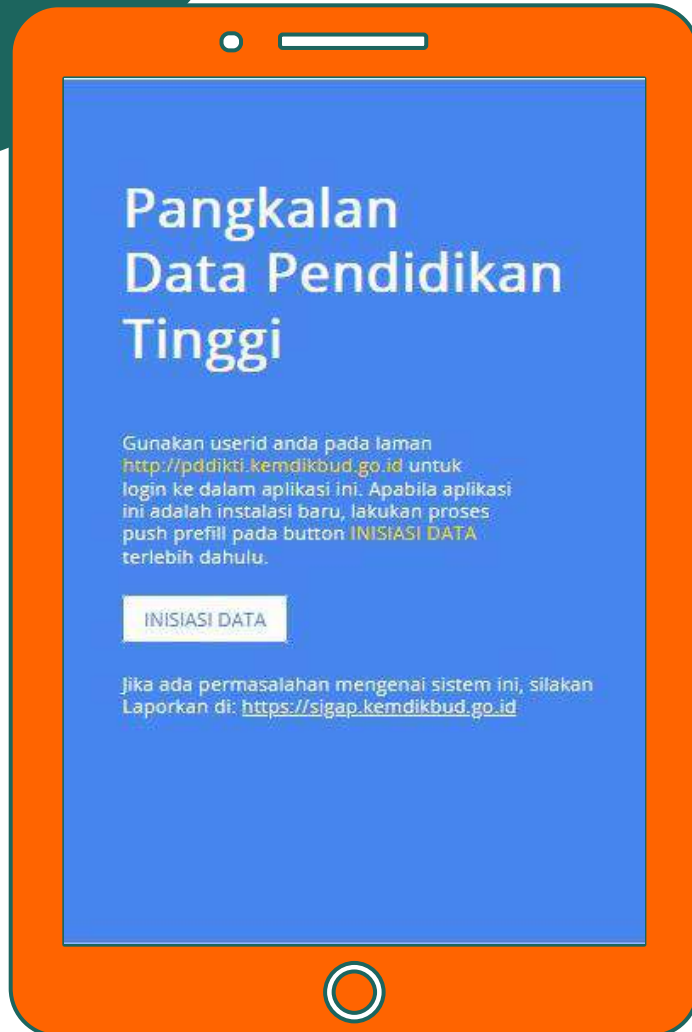 Pangkalan
Data Pendidikan
Tinggi
Gunakan userid anda pada laman
http://pddikti.kemdikbud.go.id untuk
login ke dalam aplikasi ini. Apabila aplikasi
ini adalah instalasi baru, lakukan proses
push prefill pada button INISIASI DATA
terlebih dahulu.
INISIASI DATA
Jika ada permasalahan mengenai sistem ini, silakan
Laporkan di: https://sigap.kemdikbud.go.id